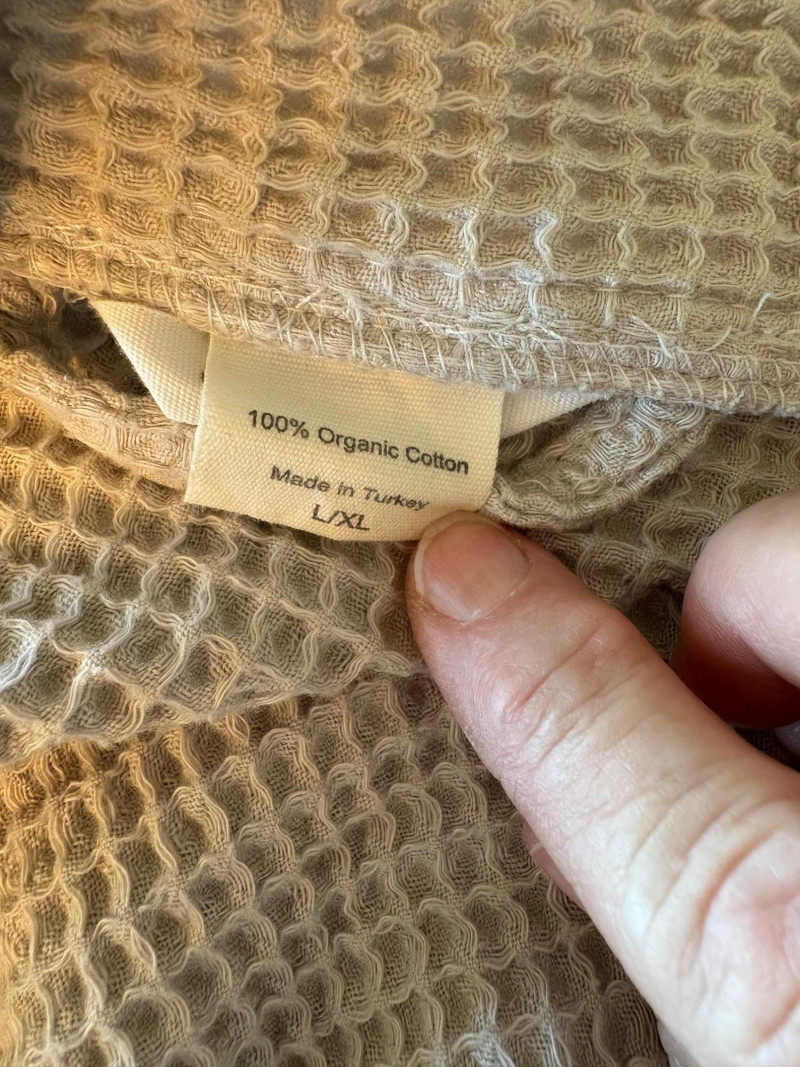 100% Organic Cotton
Made in Turkey
L/XL